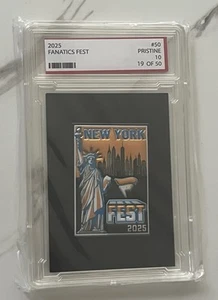 2025
FANATICS FEST
#50
PRISTINE
10
19 OF 50
NEW YORK
FEST
2025